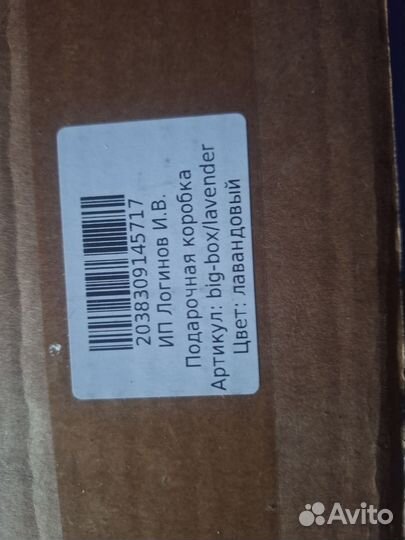 2038309145717
ИП Логинов И.В.
Подарочная коробка
Артикул: big-box/lavender
Цвет: лавандовый
Avito